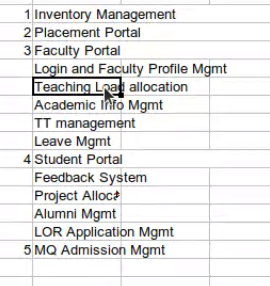 1 Inventory Management
2 Placement Portal
3 Faculty Portal
Login and Faculty Profile Mgmt
Teaching Load allocation
Academic Info Mgmt
TT management
Leave Mgmt
4 Student Portal
Feedback System
Project Alloca
Alumni Mgmt
LOR Application Mgmt
5 MQ Admission Mgmt